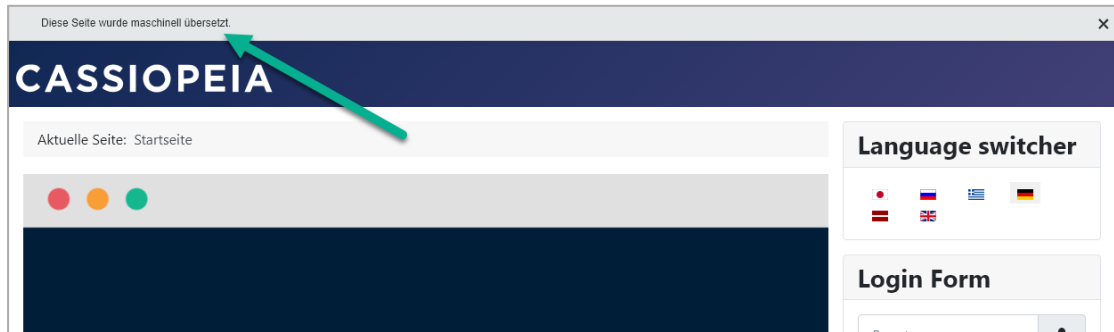 Diese Seite wurde maschinell übersetzt.
CASSIOPEIA
Aktuelle Seite: Startseite
Language switcher
Login Form